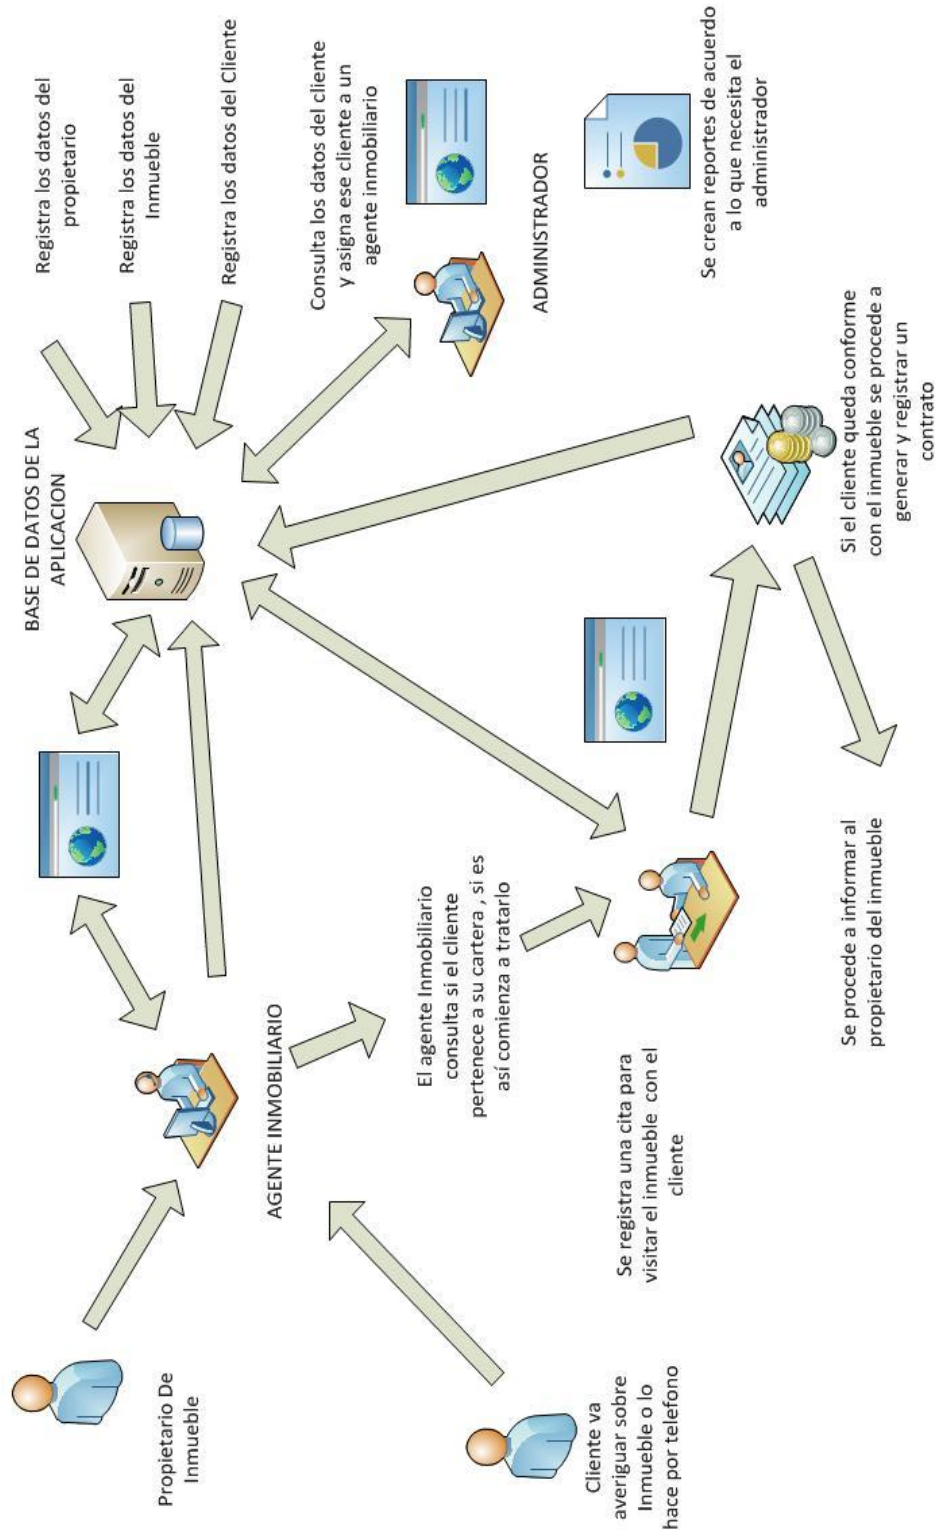 Propietario De
Inmueble
Cliente va
averiguar sobre
Inmueble o lo
hace por telefono
AGENTE INMOBILIARIO
El agente Inmobiliario
consulta si el cliente
pertenece a su cartera , si es
así comienza a tratarlo
Se registra una cita para
visitar el inmueble con el
cliente
BASE DE DATOS DE LA
APLICACION
Registra los datos del
propietario
Registra los datos del
Inmueble
Registra los datos del Cliente
Consulta los datos del cliente
y asigna ese cliente a un
agente inmobiliario
ADMINISTRADOR
Se crean reportes de acuerdo
a lo que necesita el
administrador
Si el cliente queda conforme
con el inmueble se procede a
generar y registrar un
contrato
Se procede a informar al
propietario del inmueble